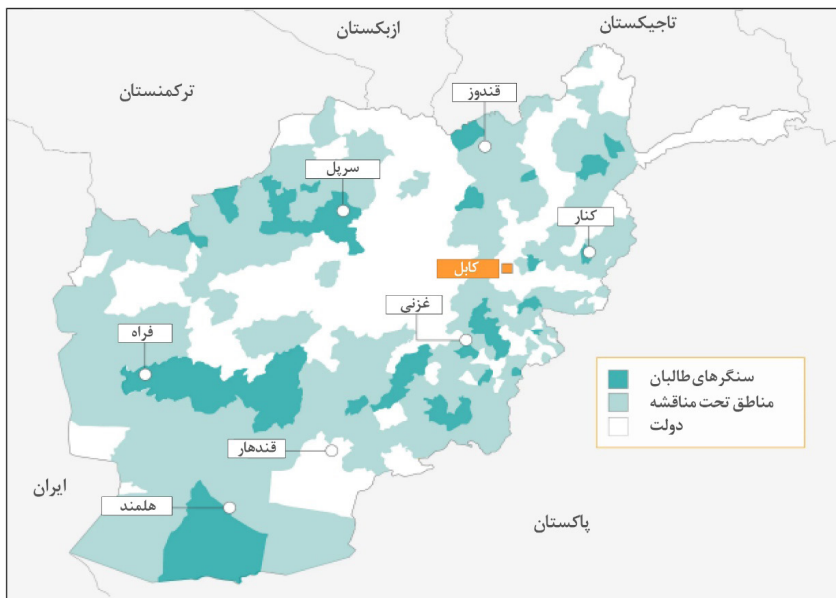 تاجیکستان
ازبکستان
ترکمنستان
قندوز
سرپل
کنار
کابل
غزنی
فراه
سنگرهای طالبان
مناطق تحت مناقشه
دولت
قندهار
ایران
هلمند
پاکستان